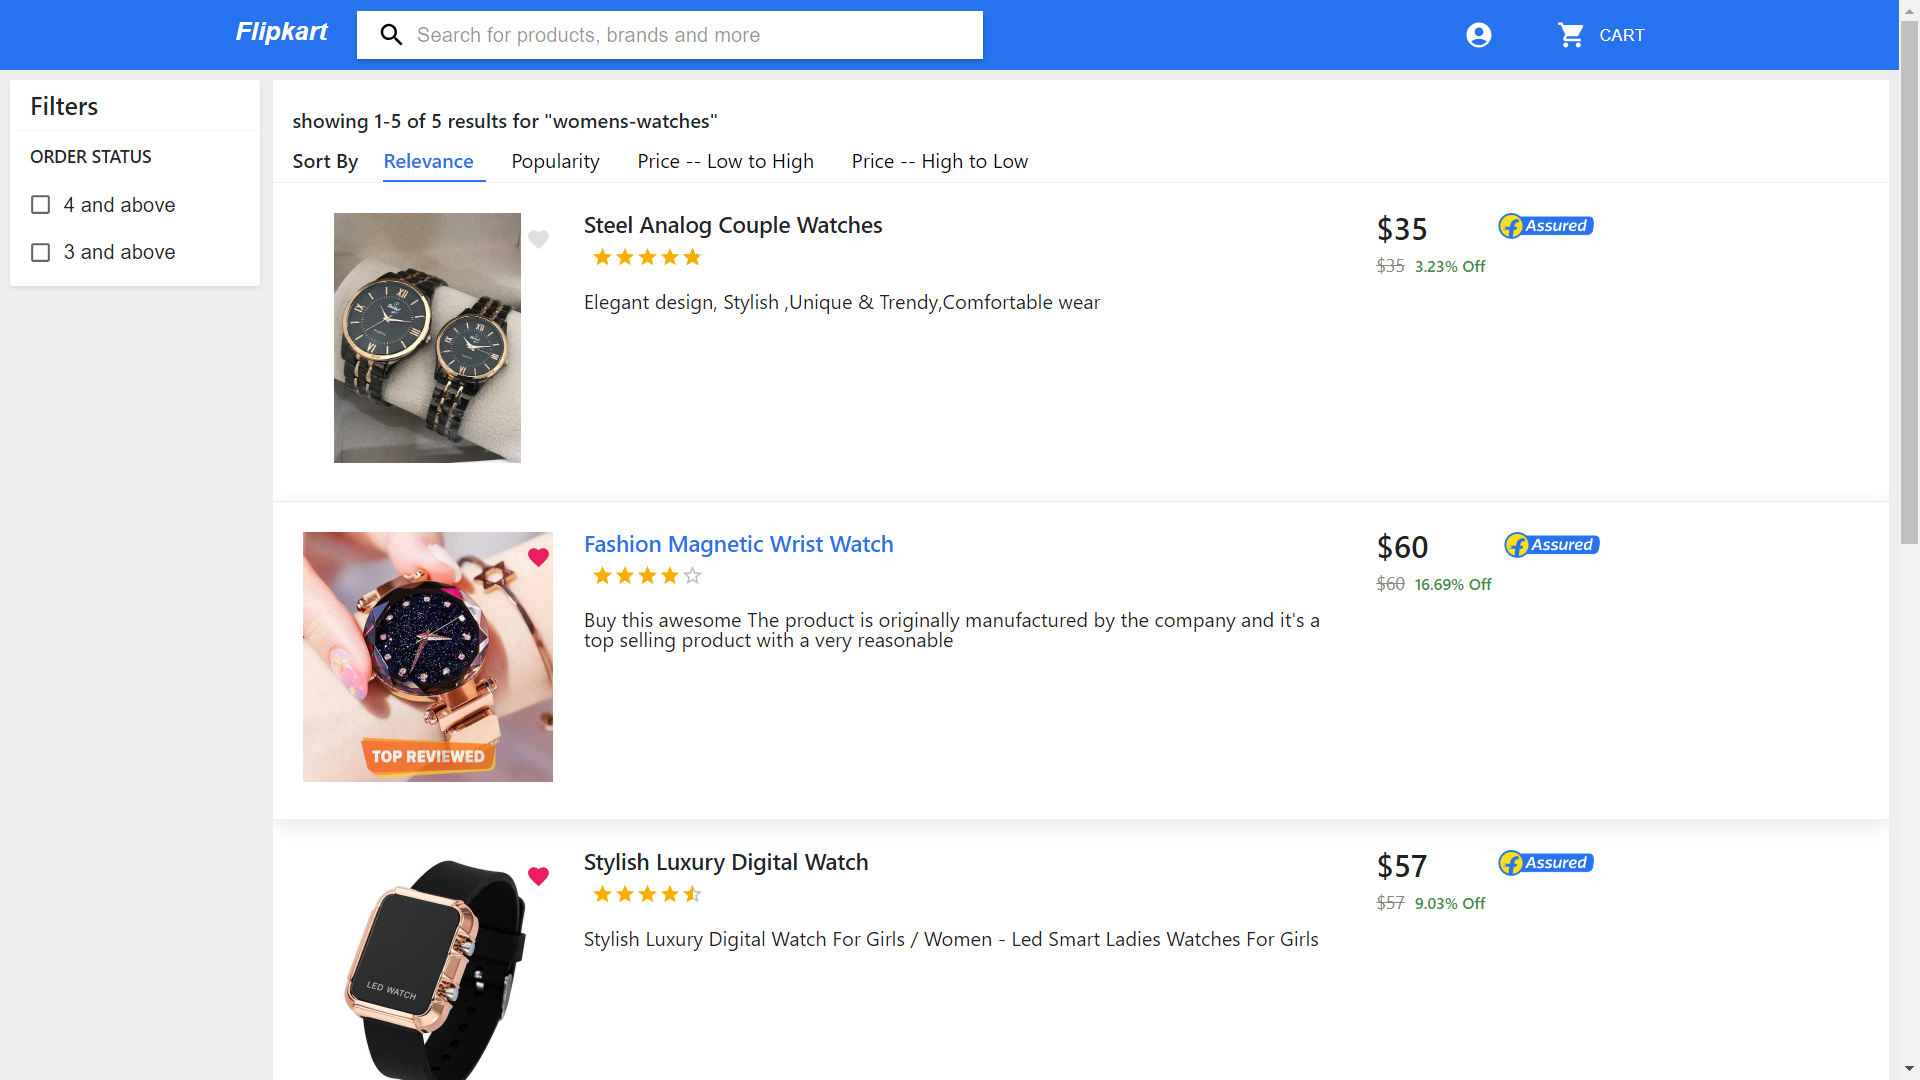 Flipkart
Search for products, brands and more
CART
Filters
ORDER STATUS
4 and above
3 and above
showing 1-5 of 5 results for "womens-watches"
Sort By Relevance Popularity Price -- Low to High Price -- High to Low
Steel Analog Couple Watches
Elegant design, Stylish ,Unique & Trendy,Comfortable wear
$35
Assured
$35 3.23% Off
Fashion Magnetic Wrist Watch
Buy this awesome The product is originally manufactured by the company and it's a
top selling product with a very reasonable
$60
Assured
$60 16.69% Off
TOP REVIEWED
Stylish Luxury Digital Watch
Stylish Luxury Digital Watch For Girls / Women - Led Smart Ladies Watches For Girls
$57
Assured
$57 9.03% Off
LED WATCH